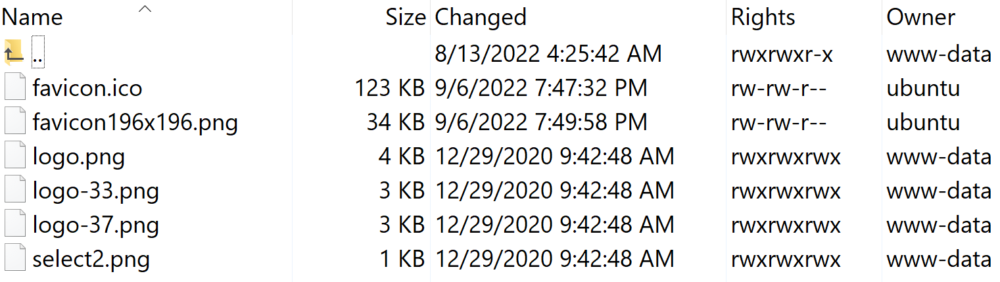 Name Size Changed Rights Owner
.. 8/13/2022 4:25:42 AM rwxrwxr-x www-data
favicon.ico 123 KB 9/6/2022 7:47:32 PM rw-rw-r-- ubuntu
favicon196x196.png 34 KB 9/6/2022 7:49:58 PM rw-rw-r-- ubuntu
logo.png 4 KB 12/29/2020 9:42:48 AM rwxrwxrwx www-data
logo-33.png 3 KB 12/29/2020 9:42:48 AM rwxrwxrwx www-data
logo-37.png 3 KB 12/29/2020 9:42:48 AM rwxrwxrwx www-data
select2.png 1 KB 12/29/2020 9:42:48 AM rwxrwxrwx www-data